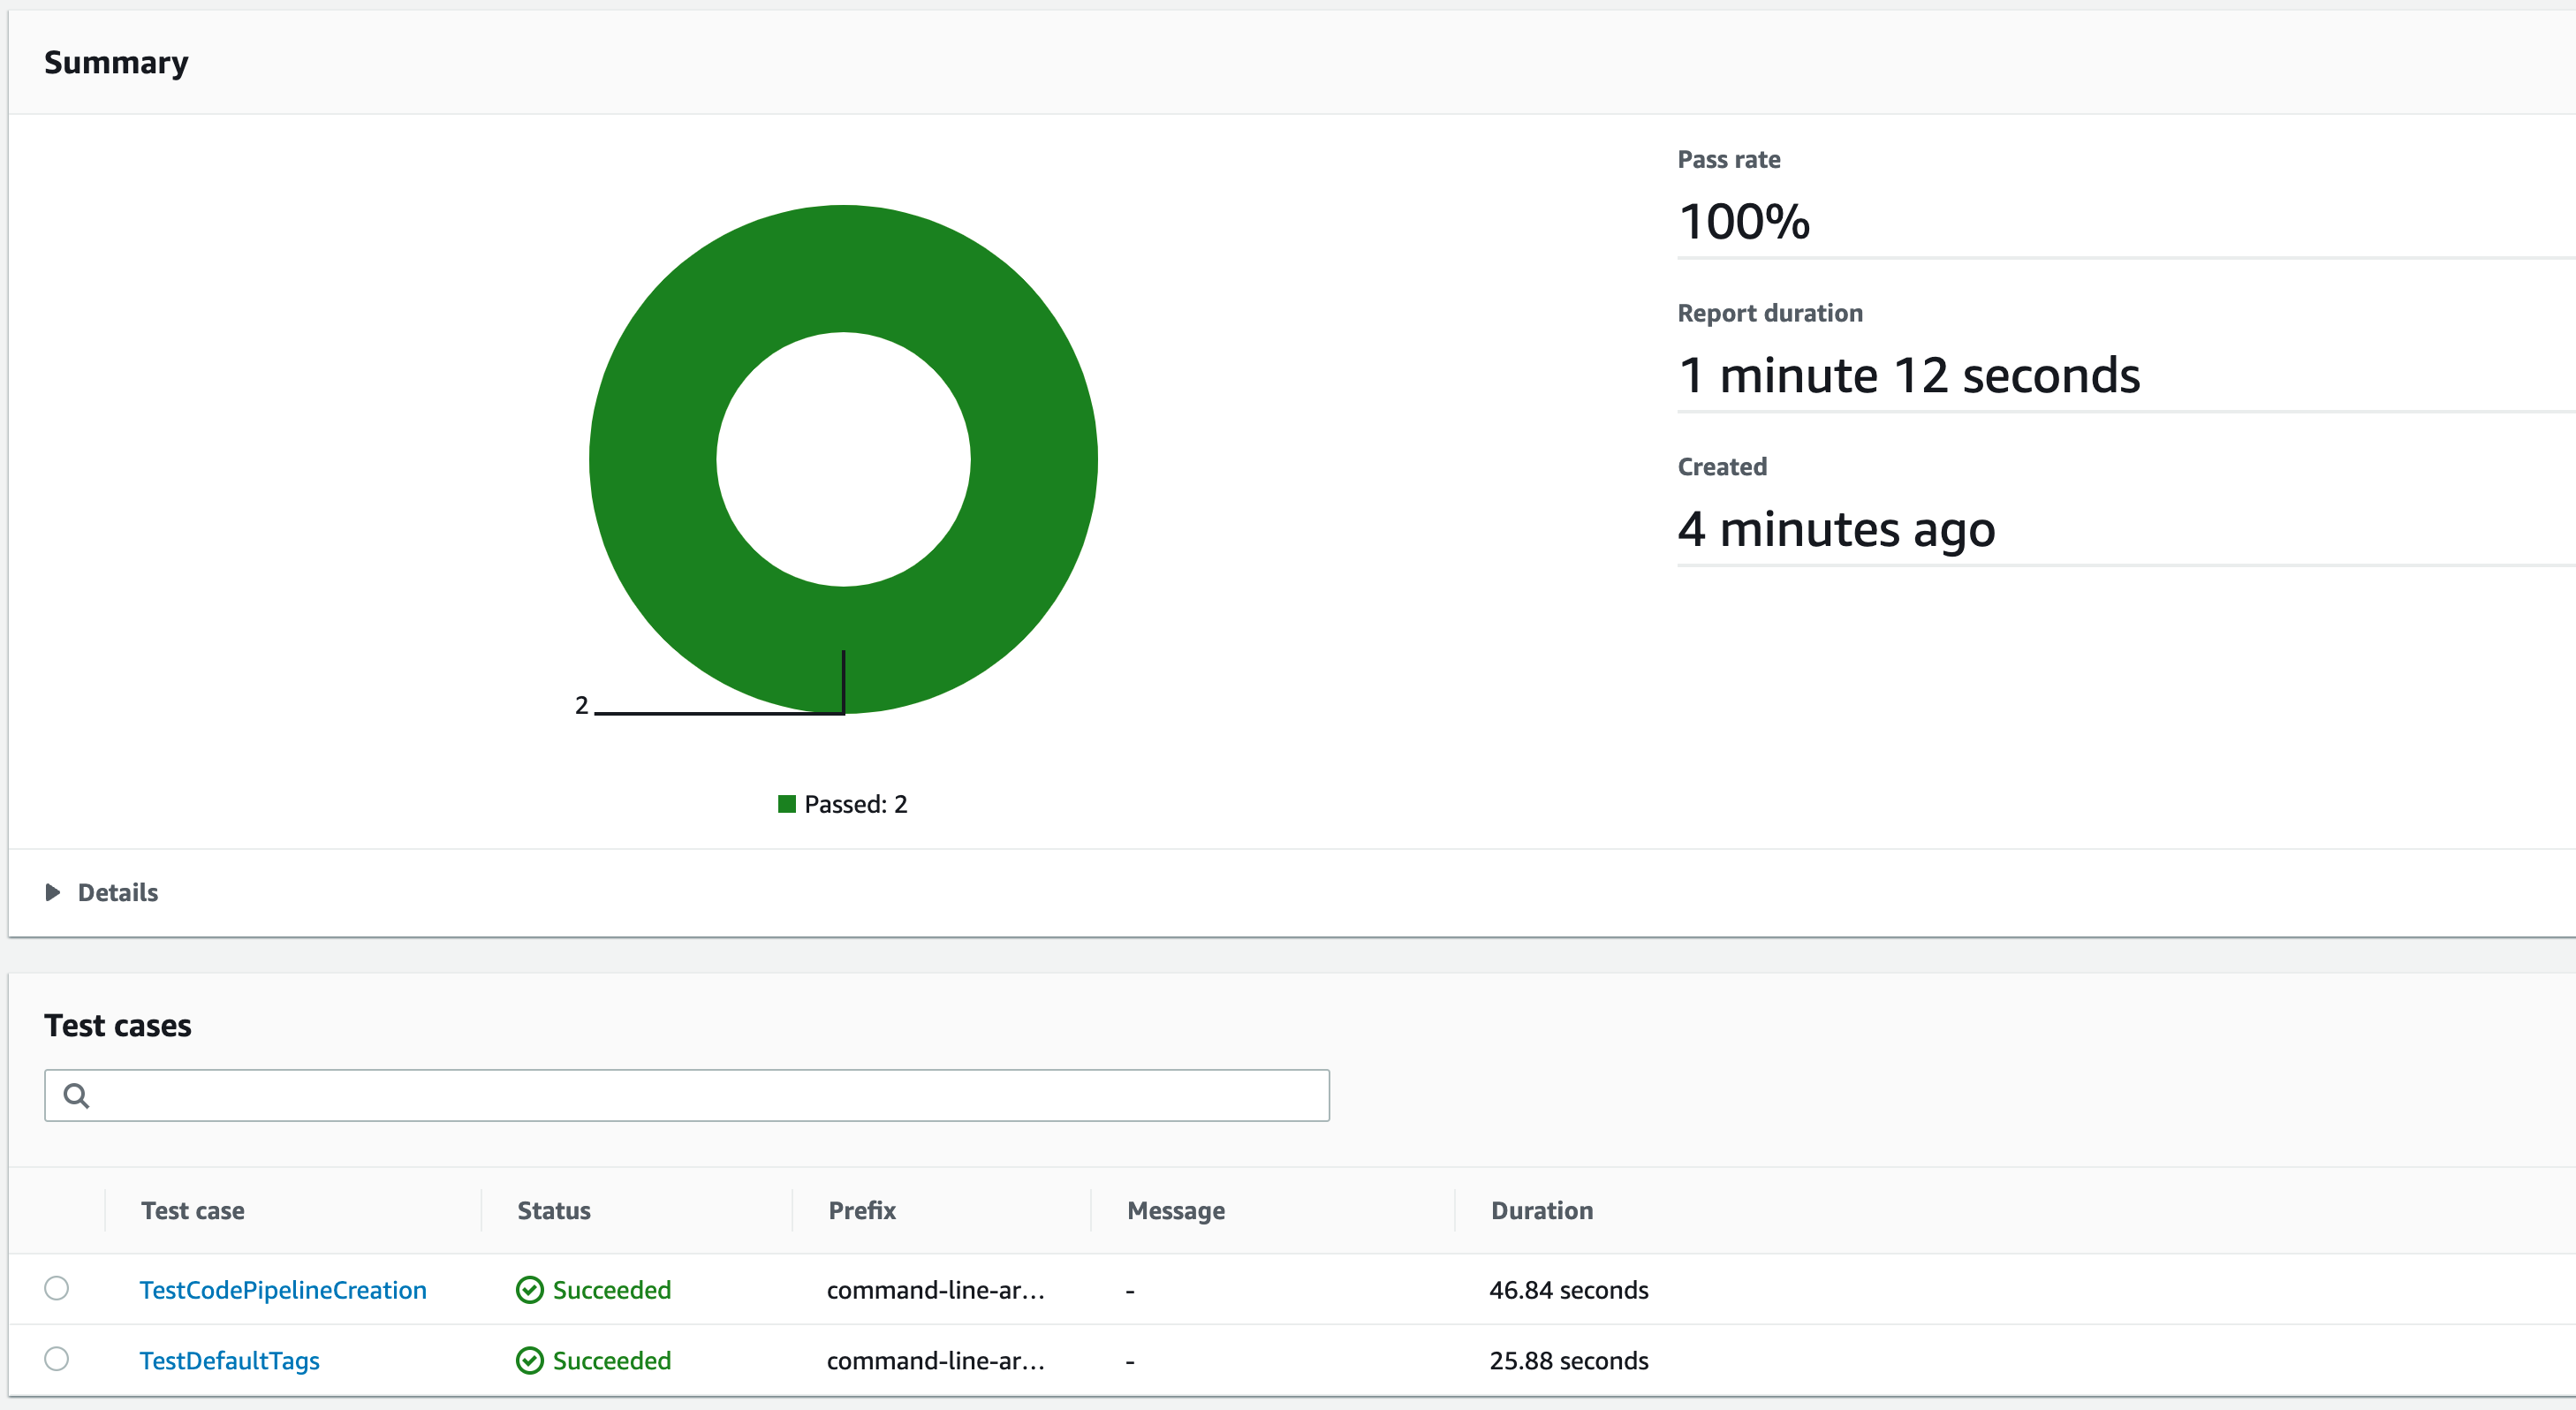 Summary
Pass rate
100%
Report duration
1 minute 12 seconds
Created
4 minutes ago
2
Passed: 2
Details
Test cases
Test case Status Prefix Message Duration
TestCodePipelineCreation Succeeded command-line-ar... - 46.84 seconds
TestDefaultTags Succeeded command-line-ar... - 25.88 seconds